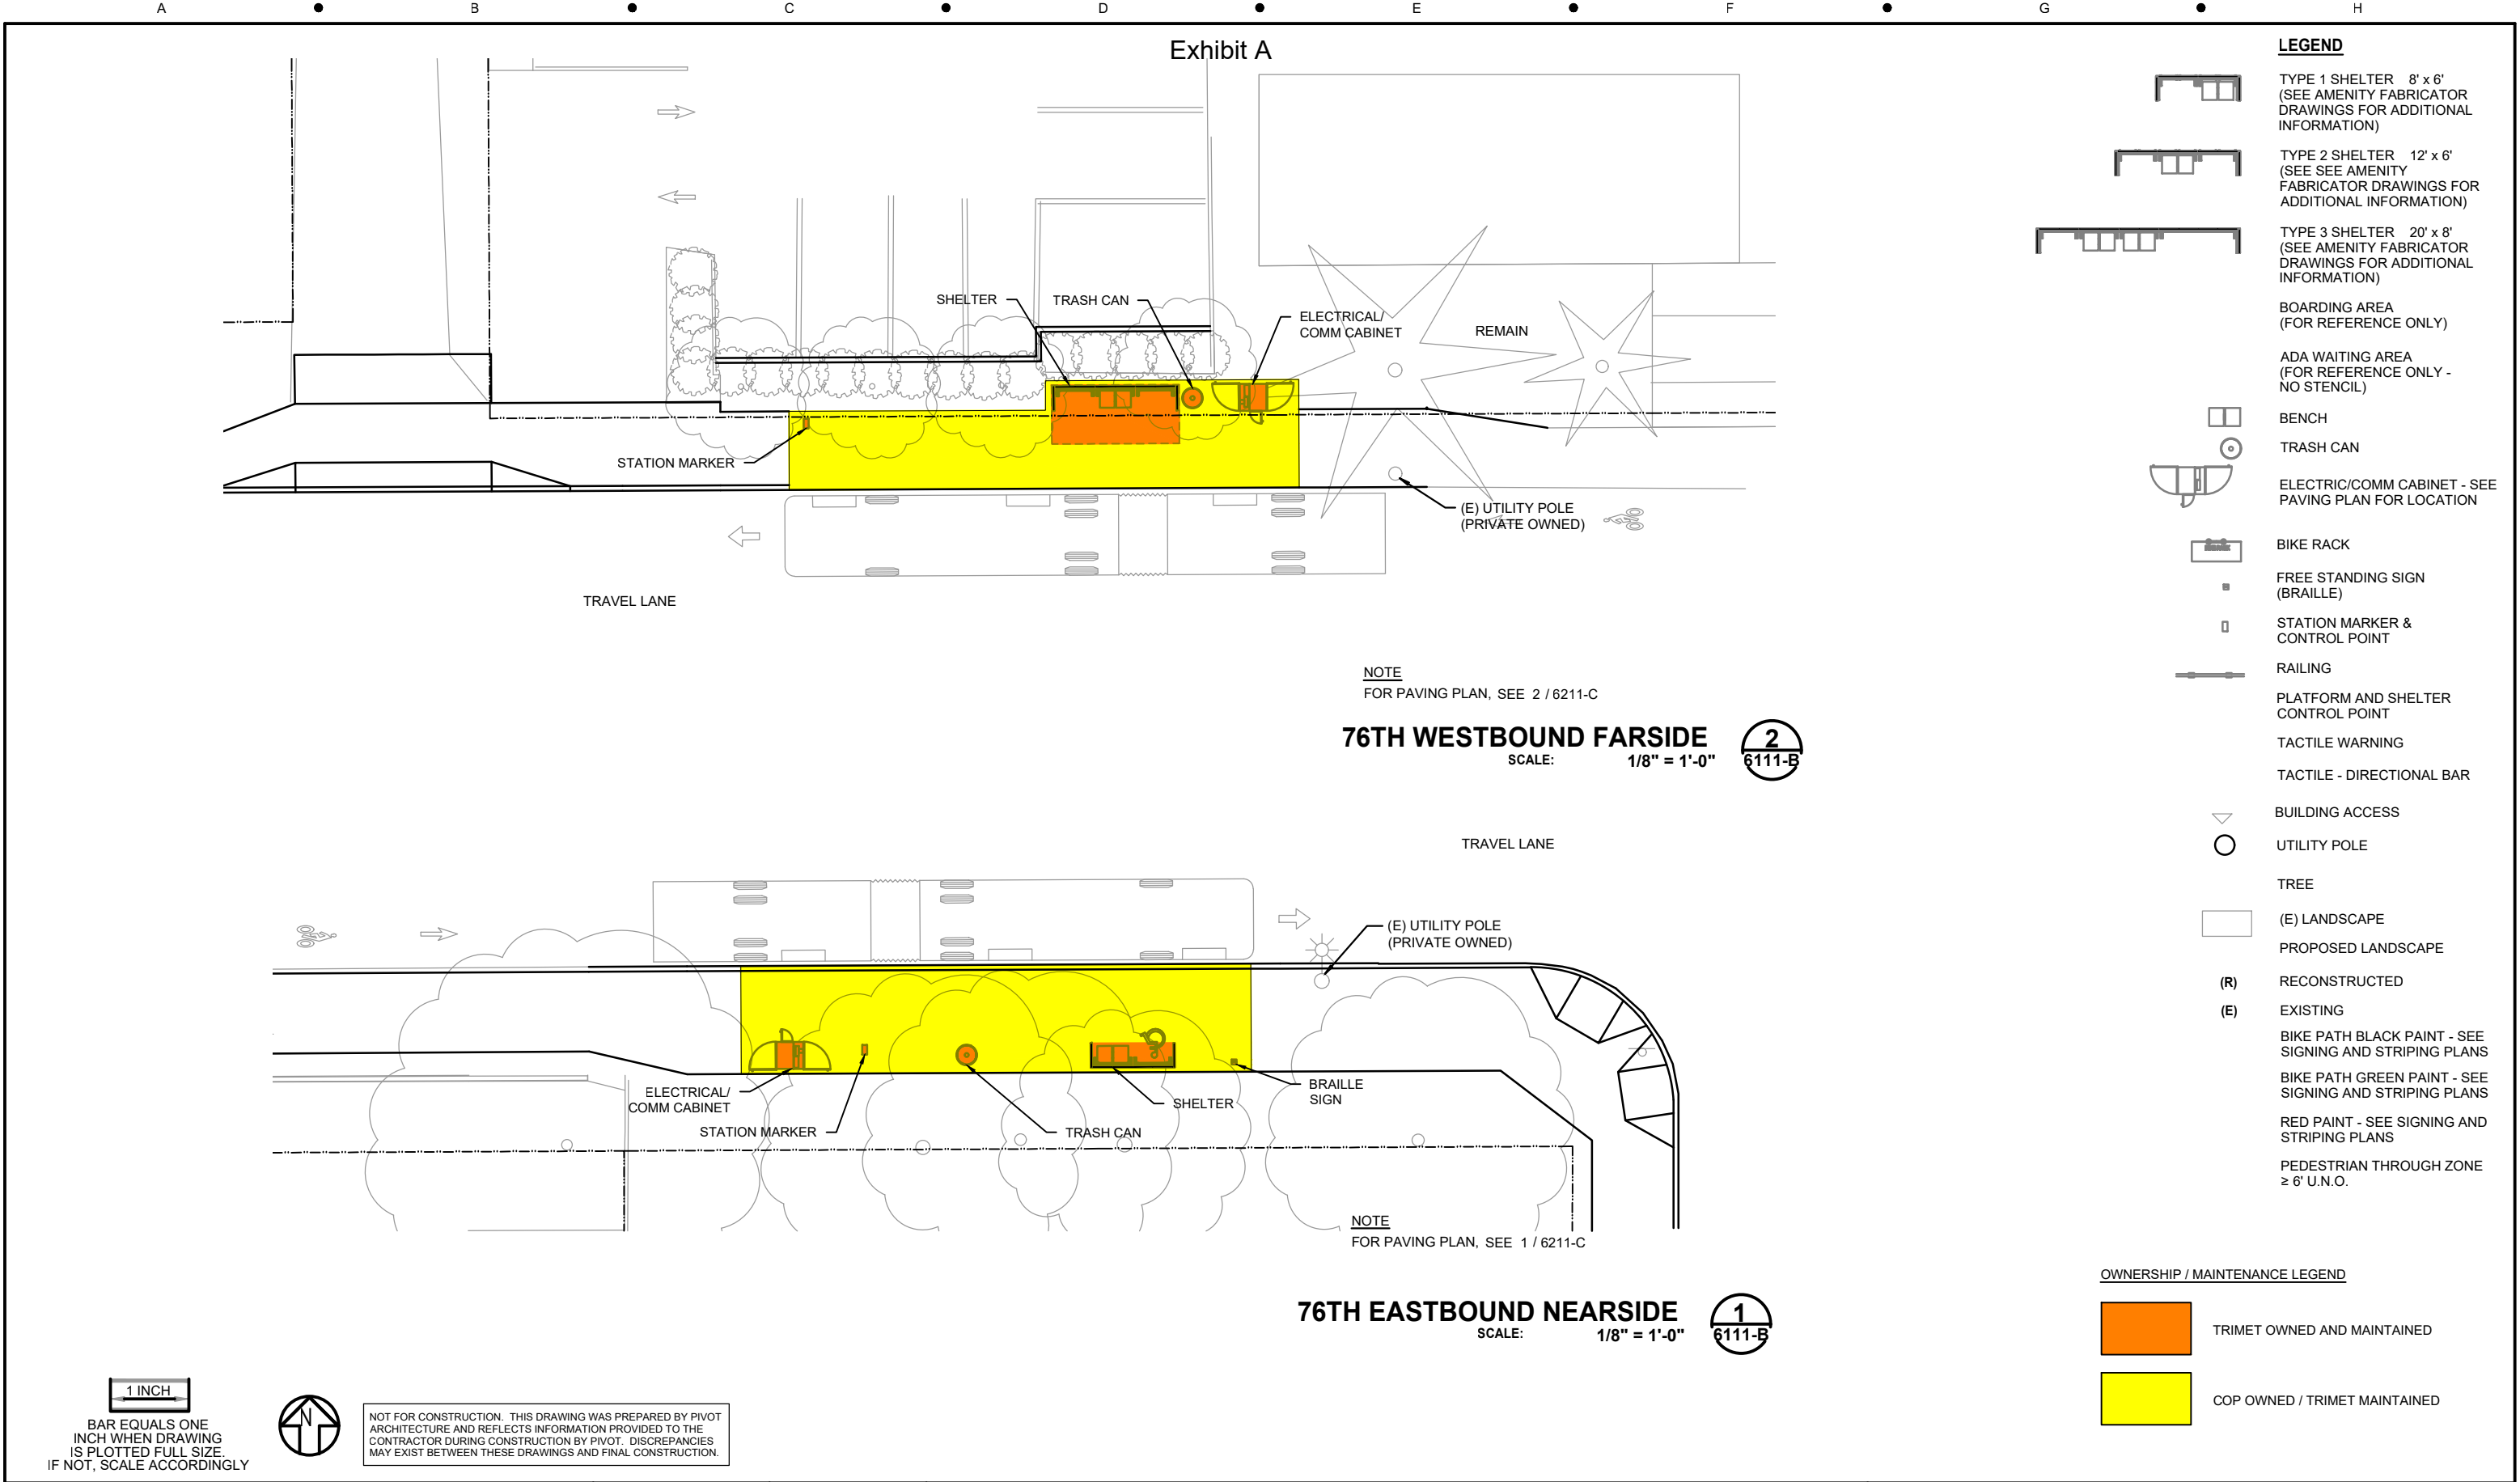 A B C D E F G H
Exhibit A
SHELTER
TRASH CAN
ELECTRICAL/
COMM CABINET
REMAIN
STATION MARKER
(E) UTILITY POLE
(PRIVATE OWNED)
TRAVEL LANE
NOTE
FOR PAVING PLAN, SEE 2 / 6211-C
76TH WESTBOUND FARSIDE
SCALE: 1/8" = 1'-0"
2
6111-B
TRAVEL LANE
(E) UTILITY POLE
(PRIVATE OWNED)
ELECTRICAL/
COMM CABINET
STATION MARKER
TRASH CAN
SHELTER
BRAILLE
SIGN
NOTE
FOR PAVING PLAN, SEE 1 / 6211-C
76TH EASTBOUND NEARSIDE
SCALE: 1/8" = 1'-0"
1
6111-B
LEGEND
TYPE 1 SHELTER 8' x 6'
(SEE AMENITY FABRICATOR
DRAWINGS FOR ADDITIONAL
INFORMATION)
TYPE 2 SHELTER 12' x 6'
(SEE SEE AMENITY
FABRICATOR DRAWINGS FOR
ADDITIONAL INFORMATION)
TYPE 3 SHELTER 20' x 8'
(SEE AMENITY FABRICATOR
DRAWINGS FOR ADDITIONAL
INFORMATION)
BOARDING AREA
(FOR REFERENCE ONLY)
ADA WAITING AREA
(FOR REFERENCE ONLY -
NO STENCIL)
BENCH
TRASH CAN
ELECTRIC/COMM CABINET - SEE
PAVING PLAN FOR LOCATION
BIKE RACK
FREE STANDING SIGN
(BRAILLE)
STATION MARKER &
CONTROL POINT
RAILING
PLATFORM AND SHELTER
CONTROL POINT
TACTILE WARNING
TACTILE - DIRECTIONAL BAR
BUILDING ACCESS
UTILITY POLE
TREE
(E) LANDSCAPE
PROPOSED LANDSCAPE
(R) RECONSTRUCTED
(E) EXISTING
BIKE PATH BLACK PAINT - SEE
SIGNING AND STRIPING PLANS
BIKE PATH GREEN PAINT - SEE
SIGNING AND STRIPING PLANS
RED PAINT - SEE SIGNING AND
STRIPING PLANS
PEDESTRIAN THROUGH ZONE
≥ 6' U.N.O.
OWNERSHIP / MAINTENANCE LEGEND
TRIMET OWNED AND MAINTAINED
COP OWNED / TRIMET MAINTAINED
1 INCH
BAR EQUALS ONE
INCH WHEN DRAWING
IS PLOTTED FULL SIZE.
IF NOT, SCALE ACCORDINGLY
N
NOT FOR CONSTRUCTION. THIS DRAWING WAS PREPARED BY PIVOT
ARCHITECTURE AND REFLECTS INFORMATION PROVIDED TO THE
CONTRACTOR DURING CONSTRUCTION BY PIVOT. DISCREPANCIES
MAY EXIST BETWEEN THESE DRAWINGS AND FINAL CONSTRUCTION.